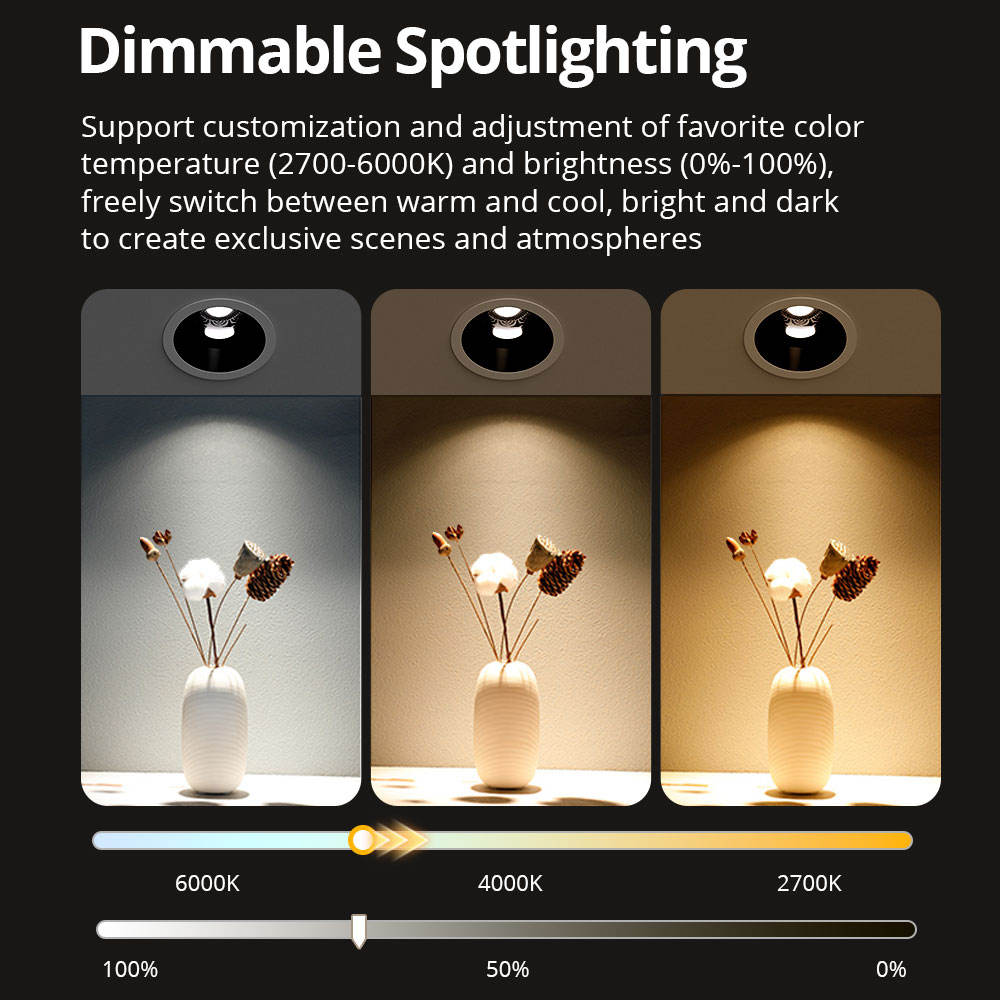 Dimmable Spotlighting
Support customization and adjustment of favorite color
temperature (2700-6000K) and brightness (0%-100%),
freely switch between warm and cool, bright and dark
to create exclusive scenes and atmospheres
6000K 4000K 2700K
100% 50% 0%